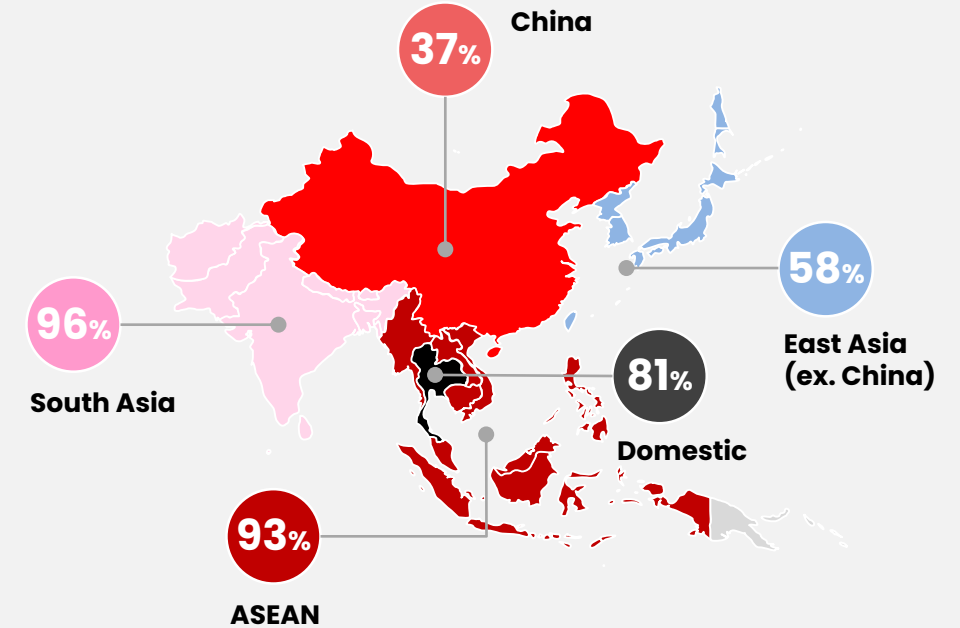 China
37%
58%
East Asia
(ex. China)
96%
South Asia
81%
Domestic
93%
ASEAN